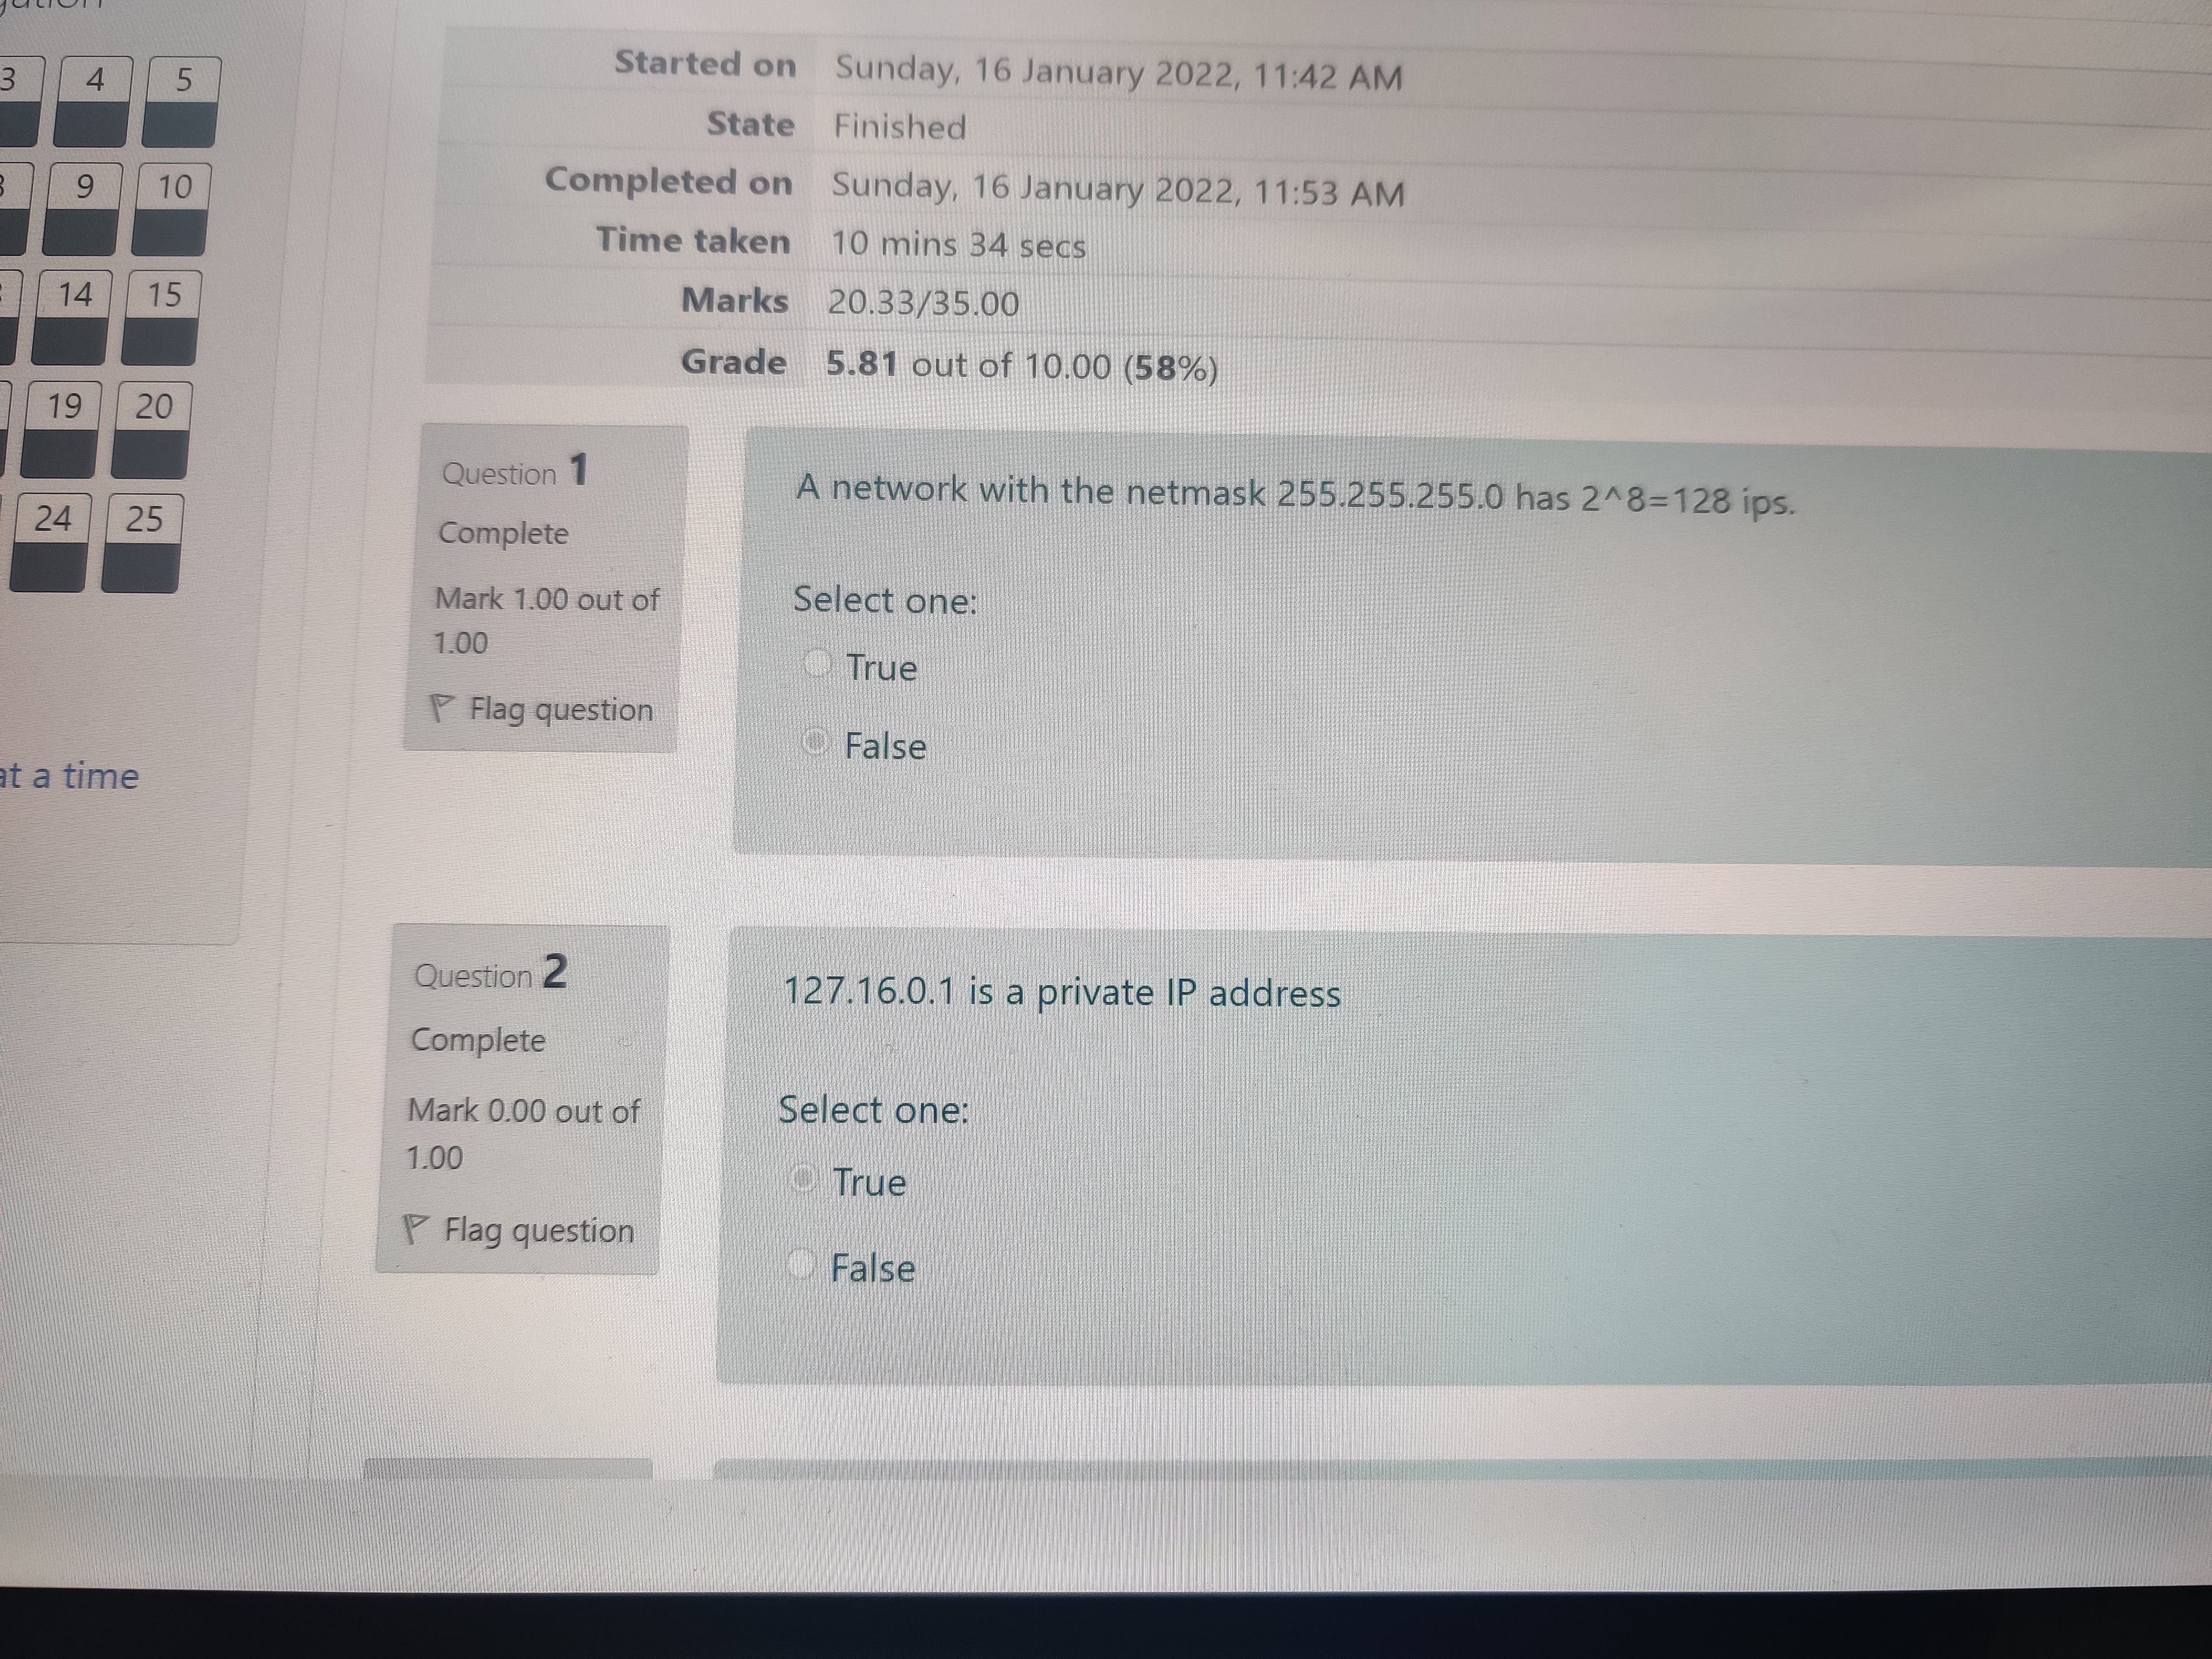 3 4 5
9 10
14 15
19 20
24 25
at a time
Started on Sunday, 16 January 2022, 11:42 AM
State Finished
Completed on Sunday, 16 January 2022, 11:53 AM
Time taken 10 mins 34 secs
Marks 20.33/35.00
Grade 5.81 out of 10.00 (58%)
Question 1
Complete
Mark 1.00 out of
1.00
Flag question
A network with the netmask 255.255.255.0 has 2^8=128 ips.
Select one:
True
False
Question 2
Complete
Mark 0.00 out of
1.00
Flag question
127.16.0.1 is a private IP address
Select one:
True
False